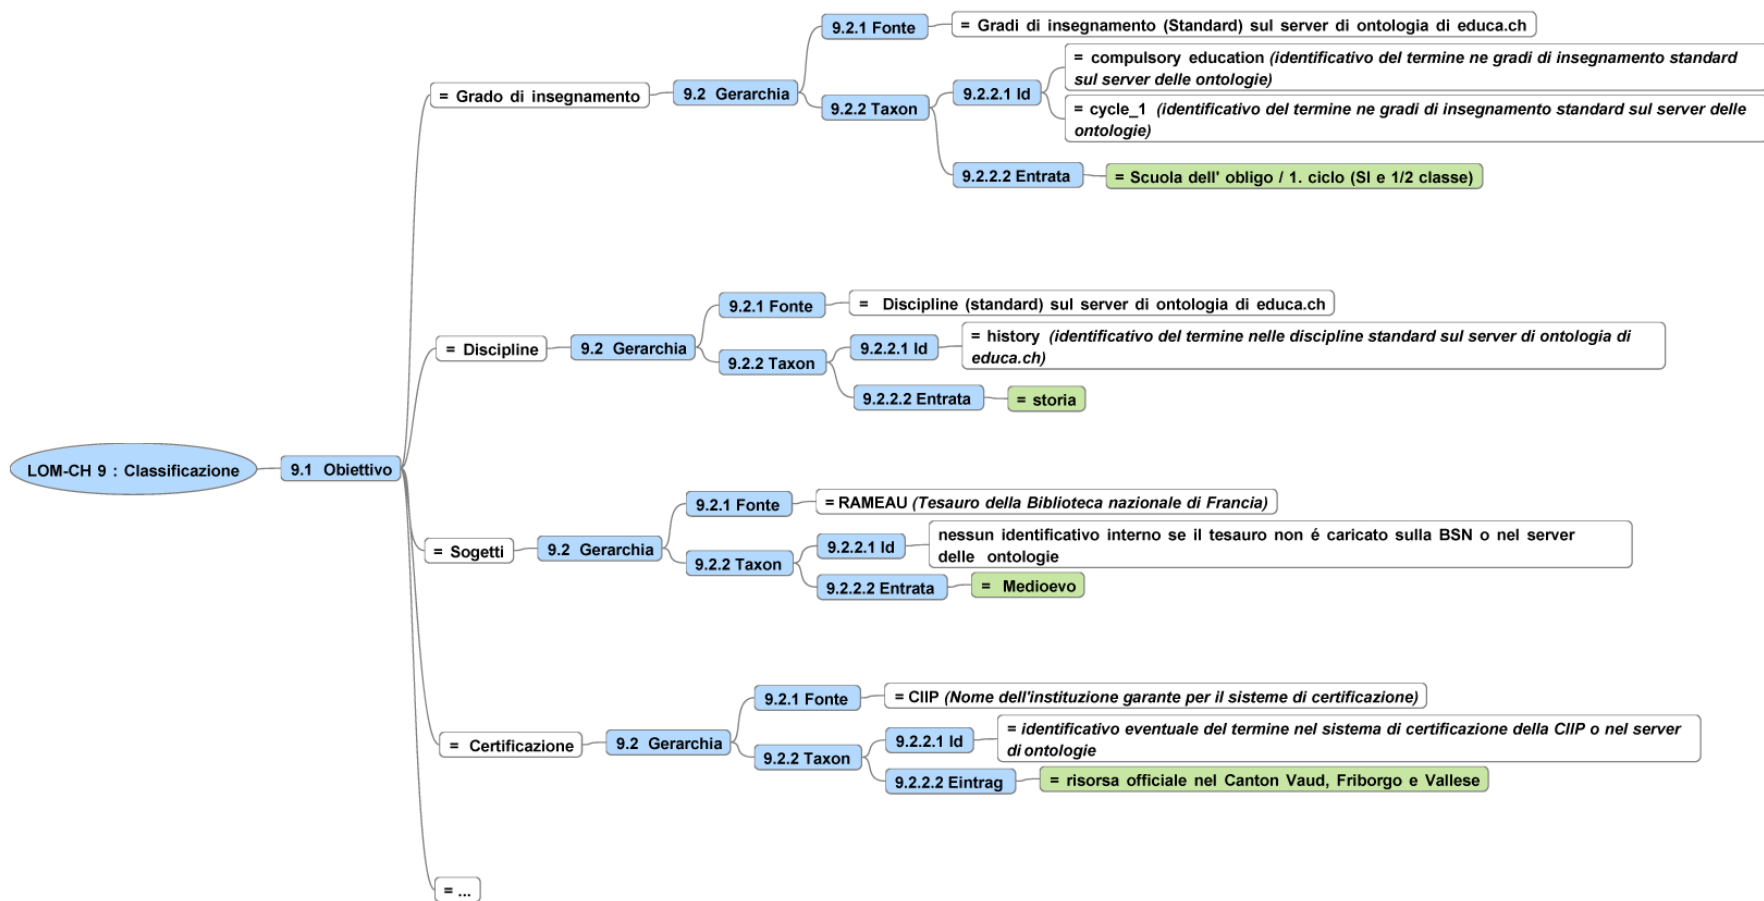 LOM-CH 9 : Classificazione
9.1 Obiettivo
= Grado di insegnamento
9.2 Gerarchia
9.2.1 Fonte
= Gradi di insegnamento (Standard) sul server di ontologia di educa.ch
9.2.2 Taxon
9.2.2.1 Id
= compulsory education (identificativo del termine ne gradi di insegnamento standard
sul server delle ontologie)
= cycle_1 (identificativo del termine ne gradi di insegnamento standard sul server delle
ontologie)
9.2.2.2 Entrata
= Scuola dell' obligo / 1. ciclo (SI e 1/2 classe)
= Discipline
9.2 Gerarchia
9.2.1 Fonte
= Discipline (standard) sul server di ontologia di educa.ch
9.2.2 Taxon
9.2.2.1 Id
= history (identificativo del termine nelle discipline standard sul server di ontologia di
educa.ch)
9.2.2.2 Entrata
= storia
= Sogetti
9.2 Gerarchia
9.2.1 Fonte
= RAMEAU (Tesauro della Biblioteca nazionale di Francia)
9.2.2 Taxon
9.2.2.1 Id
nessun identificativo interno se il tesauro non é caricato sulla BSN o nel server
delle ontologie
9.2.2.2 Entrata
= Medioevo
= Certificazione
9.2 Gerarchia
9.2.1 Fonte
= CIIP (Nome dell'instituzione garante per il sisteme di certificazione)
9.2.2 Taxon
9.2.2.1 Id
= identificativo eventuale del termine nel sistema di certificazione della CIIP o nel server
di ontologie
9.2.2.2 Eintrag
= risorsa officiale nel Canton Vaud, Friborgo e Vallese
= ...